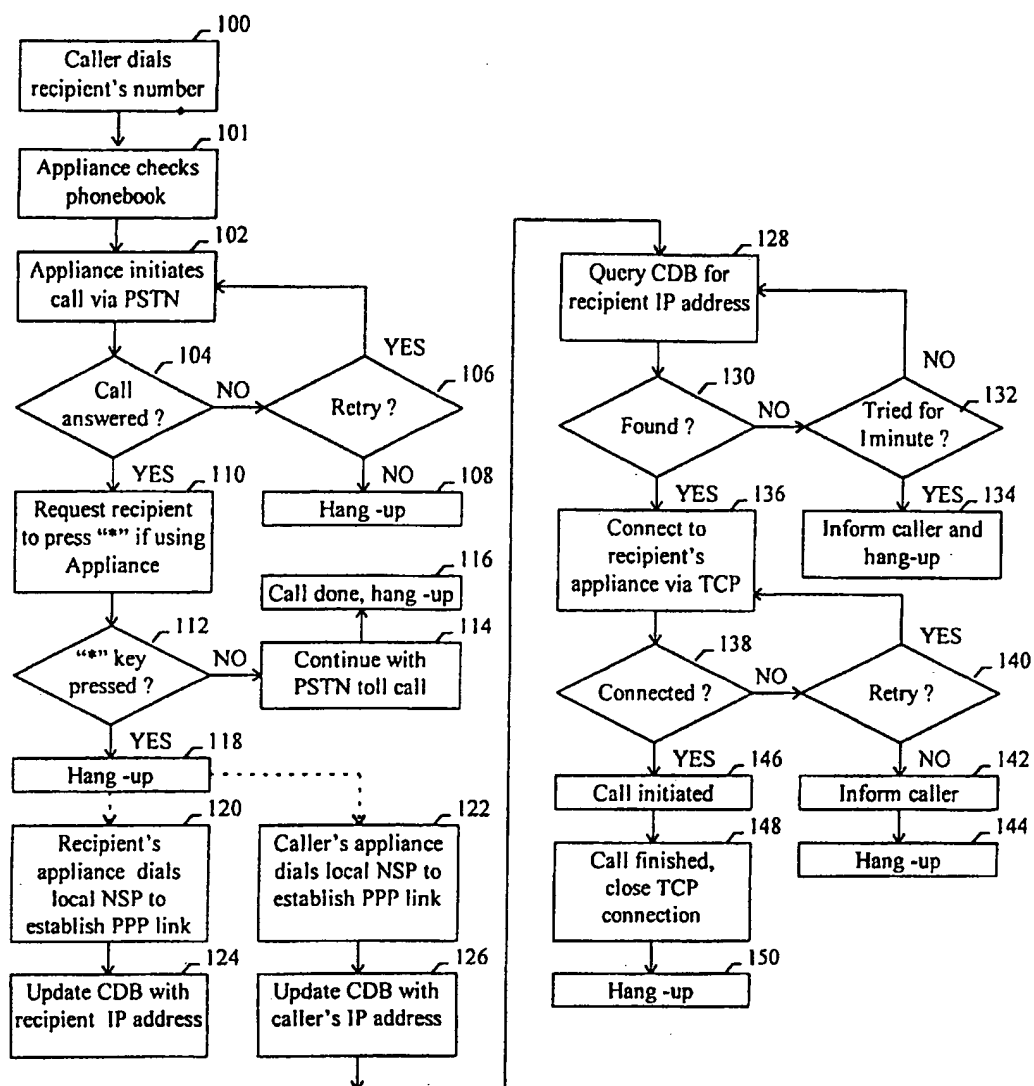 100
Caller dials
recipient's number
101
Appliance checks
phonebook
102
Appliance initiates
call via PSTN
104
Call
answered ?
NO
YES
106
Retry ?
YES
NO
108
Hang -up
110
Request recipient
to press "*" if using
Appliance
112
"*" key
pressed ?
NO
114
Continue with
PSTN toll call
116
Call done, hang -up
YES
118
Hang -up
120
Recipient's
appliance dials
local NSP to
establish PPP link
122
Caller's appliance
dials local NSP to
establish PPP link
124
Update CDB with
recipient IP address
126
Update CDB with
caller's IP address
128
Query CDB for
recipient IP address
130
Found ?
NO
YES
132
Tried for
1minute ?
NO
YES
134
Inform caller and
hang-up
136
Connect to
recipient's
appliance via TCP
138
Connected ?
NO
YES
140
Retry ?
YES
NO
142
Inform caller
144
Hang -up
146
Call initiated
148
Call finished,
close TCP
connection
150
Hang -up